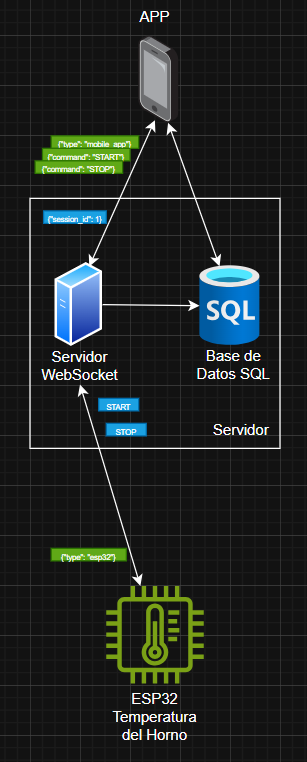 APP
{"type": "mobile_app"}
{"command": "START"}
{"command": "STOP"}
{"session_id": 1}
SQL
Servidor
WebSocket
Base de
Datos SQL
START
STOP
Servidor
{"type": "esp32"}
ESP32
Temperatura
del Horno